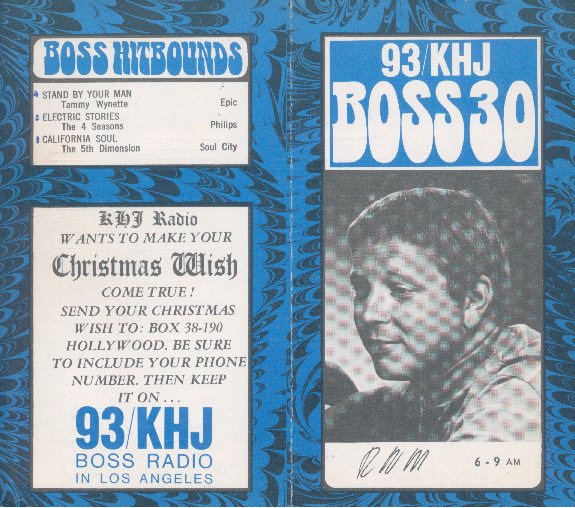 BOSS HITBOUNDS
STAND BY YOUR MAN
Tammy Wynette Epic
ELECTRIC STORIES
The 4 Seasons Philips
CALIFORNIA SOUL
The 5th Dimension Soul City
KHJ Radio
WANTS TO MAKE YOUR
Christmas Wish
COME TRUE!
SEND YOUR CHRISTMAS
WISH TO: BOX 38-190
HOLLYWOOD. BE SURE
TO INCLUDE YOUR PHONE
NUMBER. THEN KEEP
IT ON . . .
93/KHJ
BOSS RADIO
IN LOS ANGELES
93/KHJ
BOSS 30
6 - 9 AM